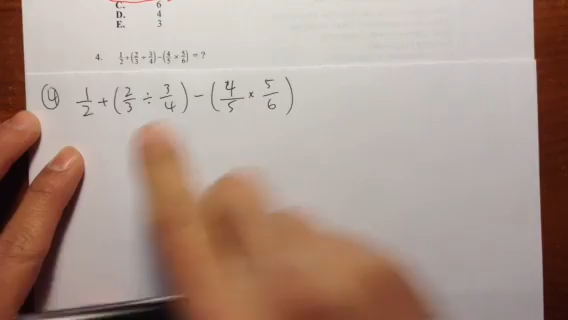 C. 6
D. 4
E. 3
4. 1/2 + (2/3 ÷ 3/4) − (4/5 × 5/6) = ?
(4) 1/2 + (2/3 ÷ 3/4) − (4/5 × 5/6)